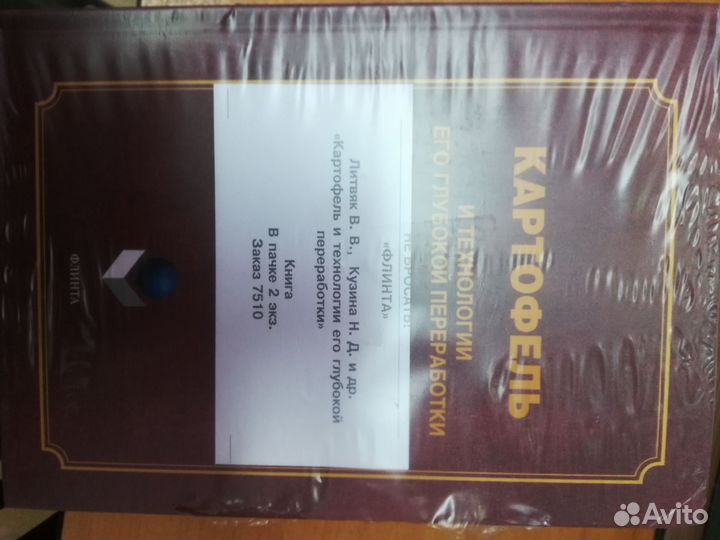 КАРТОФЕЛЬ
И ТЕХНОЛОГИИ
ЕГО ГЛУБОКОЙ ПЕРЕРАБОТКИ
НЕ БРОСАТЬ!
«ФЛИНТА»
Литвяк В. В., Кузина Н. Д. и др.
«Картофель и технологии его глубокой
переработки»
Книга
В пачке 2 экз.
Заказ 7510
ФЛИНТА
Avito